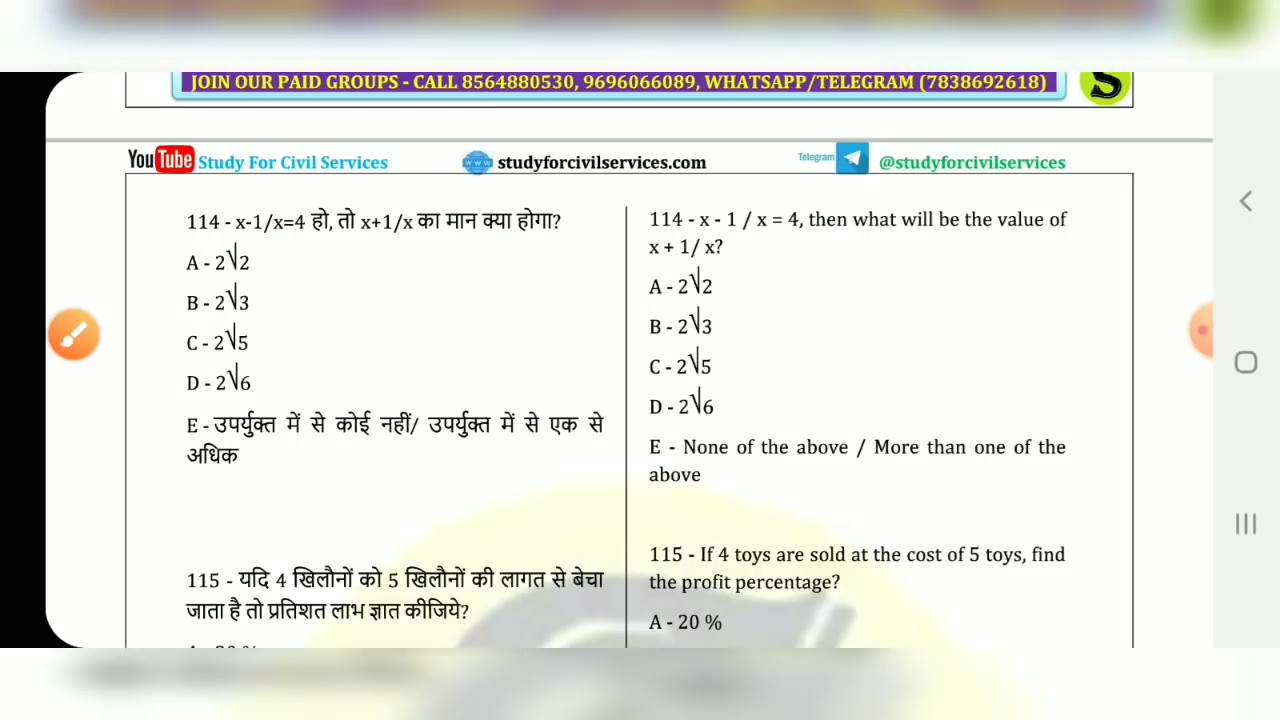 JOIN OUR PAID GROUPS - CALL 8564880530, 9696066089, WHATSAPP/TELEGRAM (7838692618)
S
YouTube Study For Civil Services
www studyforcivilservices.com
Telegram @studyforcivilservices
114 - x-1/x=4 हो, तो x+1/x का मान क्या होगा?
A - 2√2
B - 2√3
C - 2√5
D - 2√6
E - उपर्युक्त में से कोई नहीं/ उपर्युक्त में से एक से
अधिक
115 - यदि 4 खिलौनों को 5 खिलौनों की लागत से बेचा
जाता है तो प्रतिशत लाभ ज्ञात कीजिये?
114 - x - 1 / x = 4, then what will be the value of
x + 1/ x?
A - 2√2
B - 2√3
C - 2√5
D - 2√6
E - None of the above / More than one of the
above
115 - If 4 toys are sold at the cost of 5 toys, find
the profit percentage?
A - 20 %